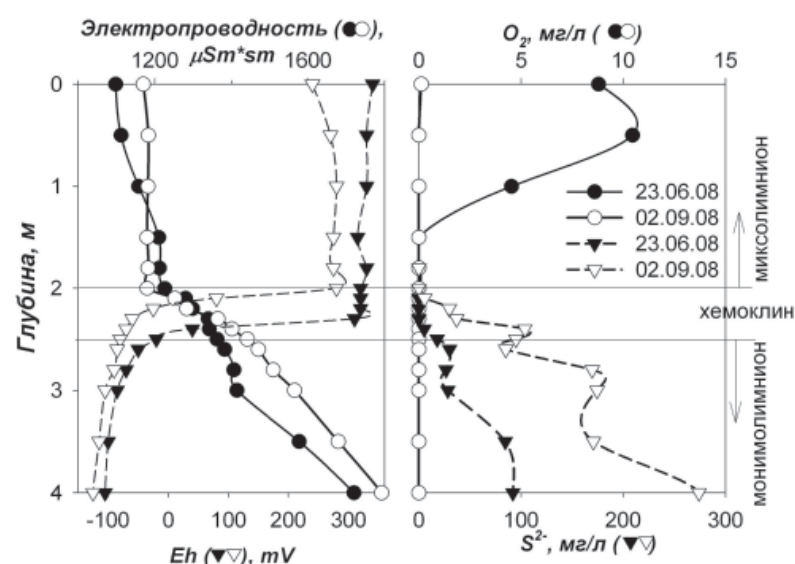 Электропроводность (●○),
μSm*sm
1200 1600
O₂, мг/л ( ●○)
0 5 10 15
Глубина, м
0
1
2
3
4
23.06.08
02.09.08
23.06.08
02.09.08
миксолимнион
хемоклин
монимолимнион
-100 0 100 200 300
Eh (▼▽), mV
0 100 200 300
S²⁻, мг/л (▼▽)